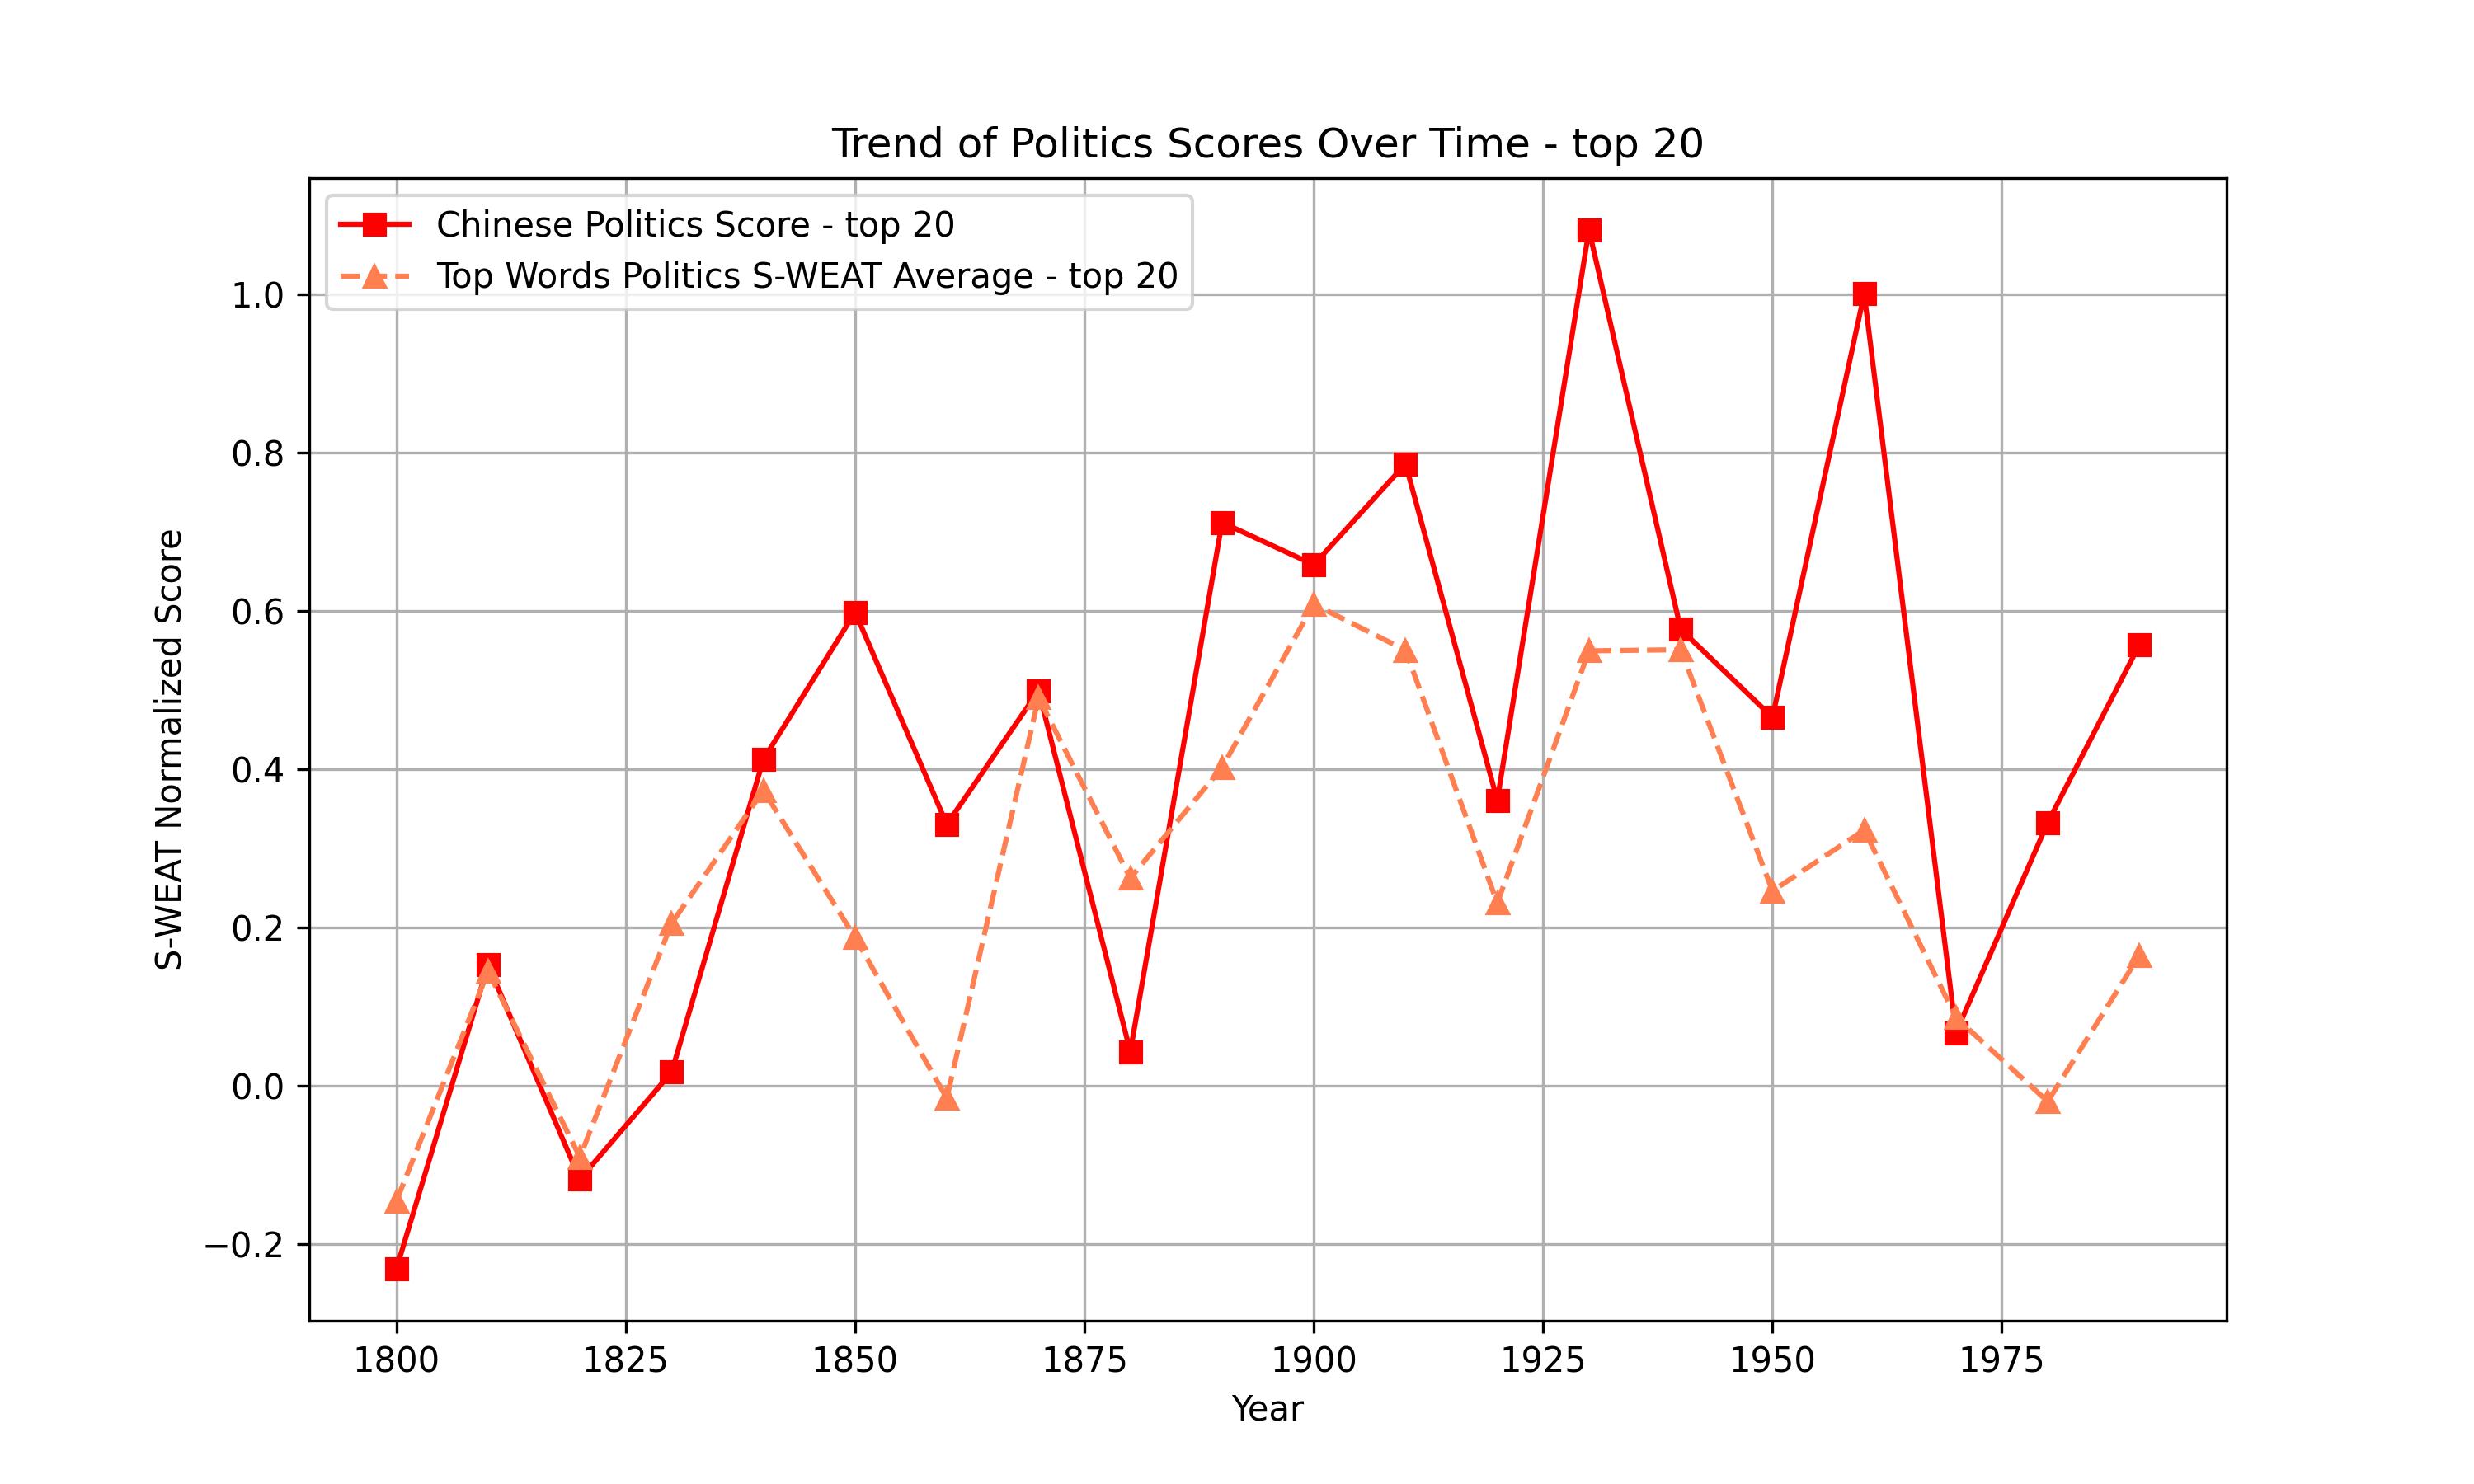 Trend of Politics Scores Over Time - top 20
Chinese Politics Score - top 20
Top Words Politics S-WEAT Average - top 20
S-WEAT Normalized Score
1.0
0.8
0.6
0.4
0.2
0.0
−0.2
1800 1825 1850 1875 1900 1925 1950 1975
Year